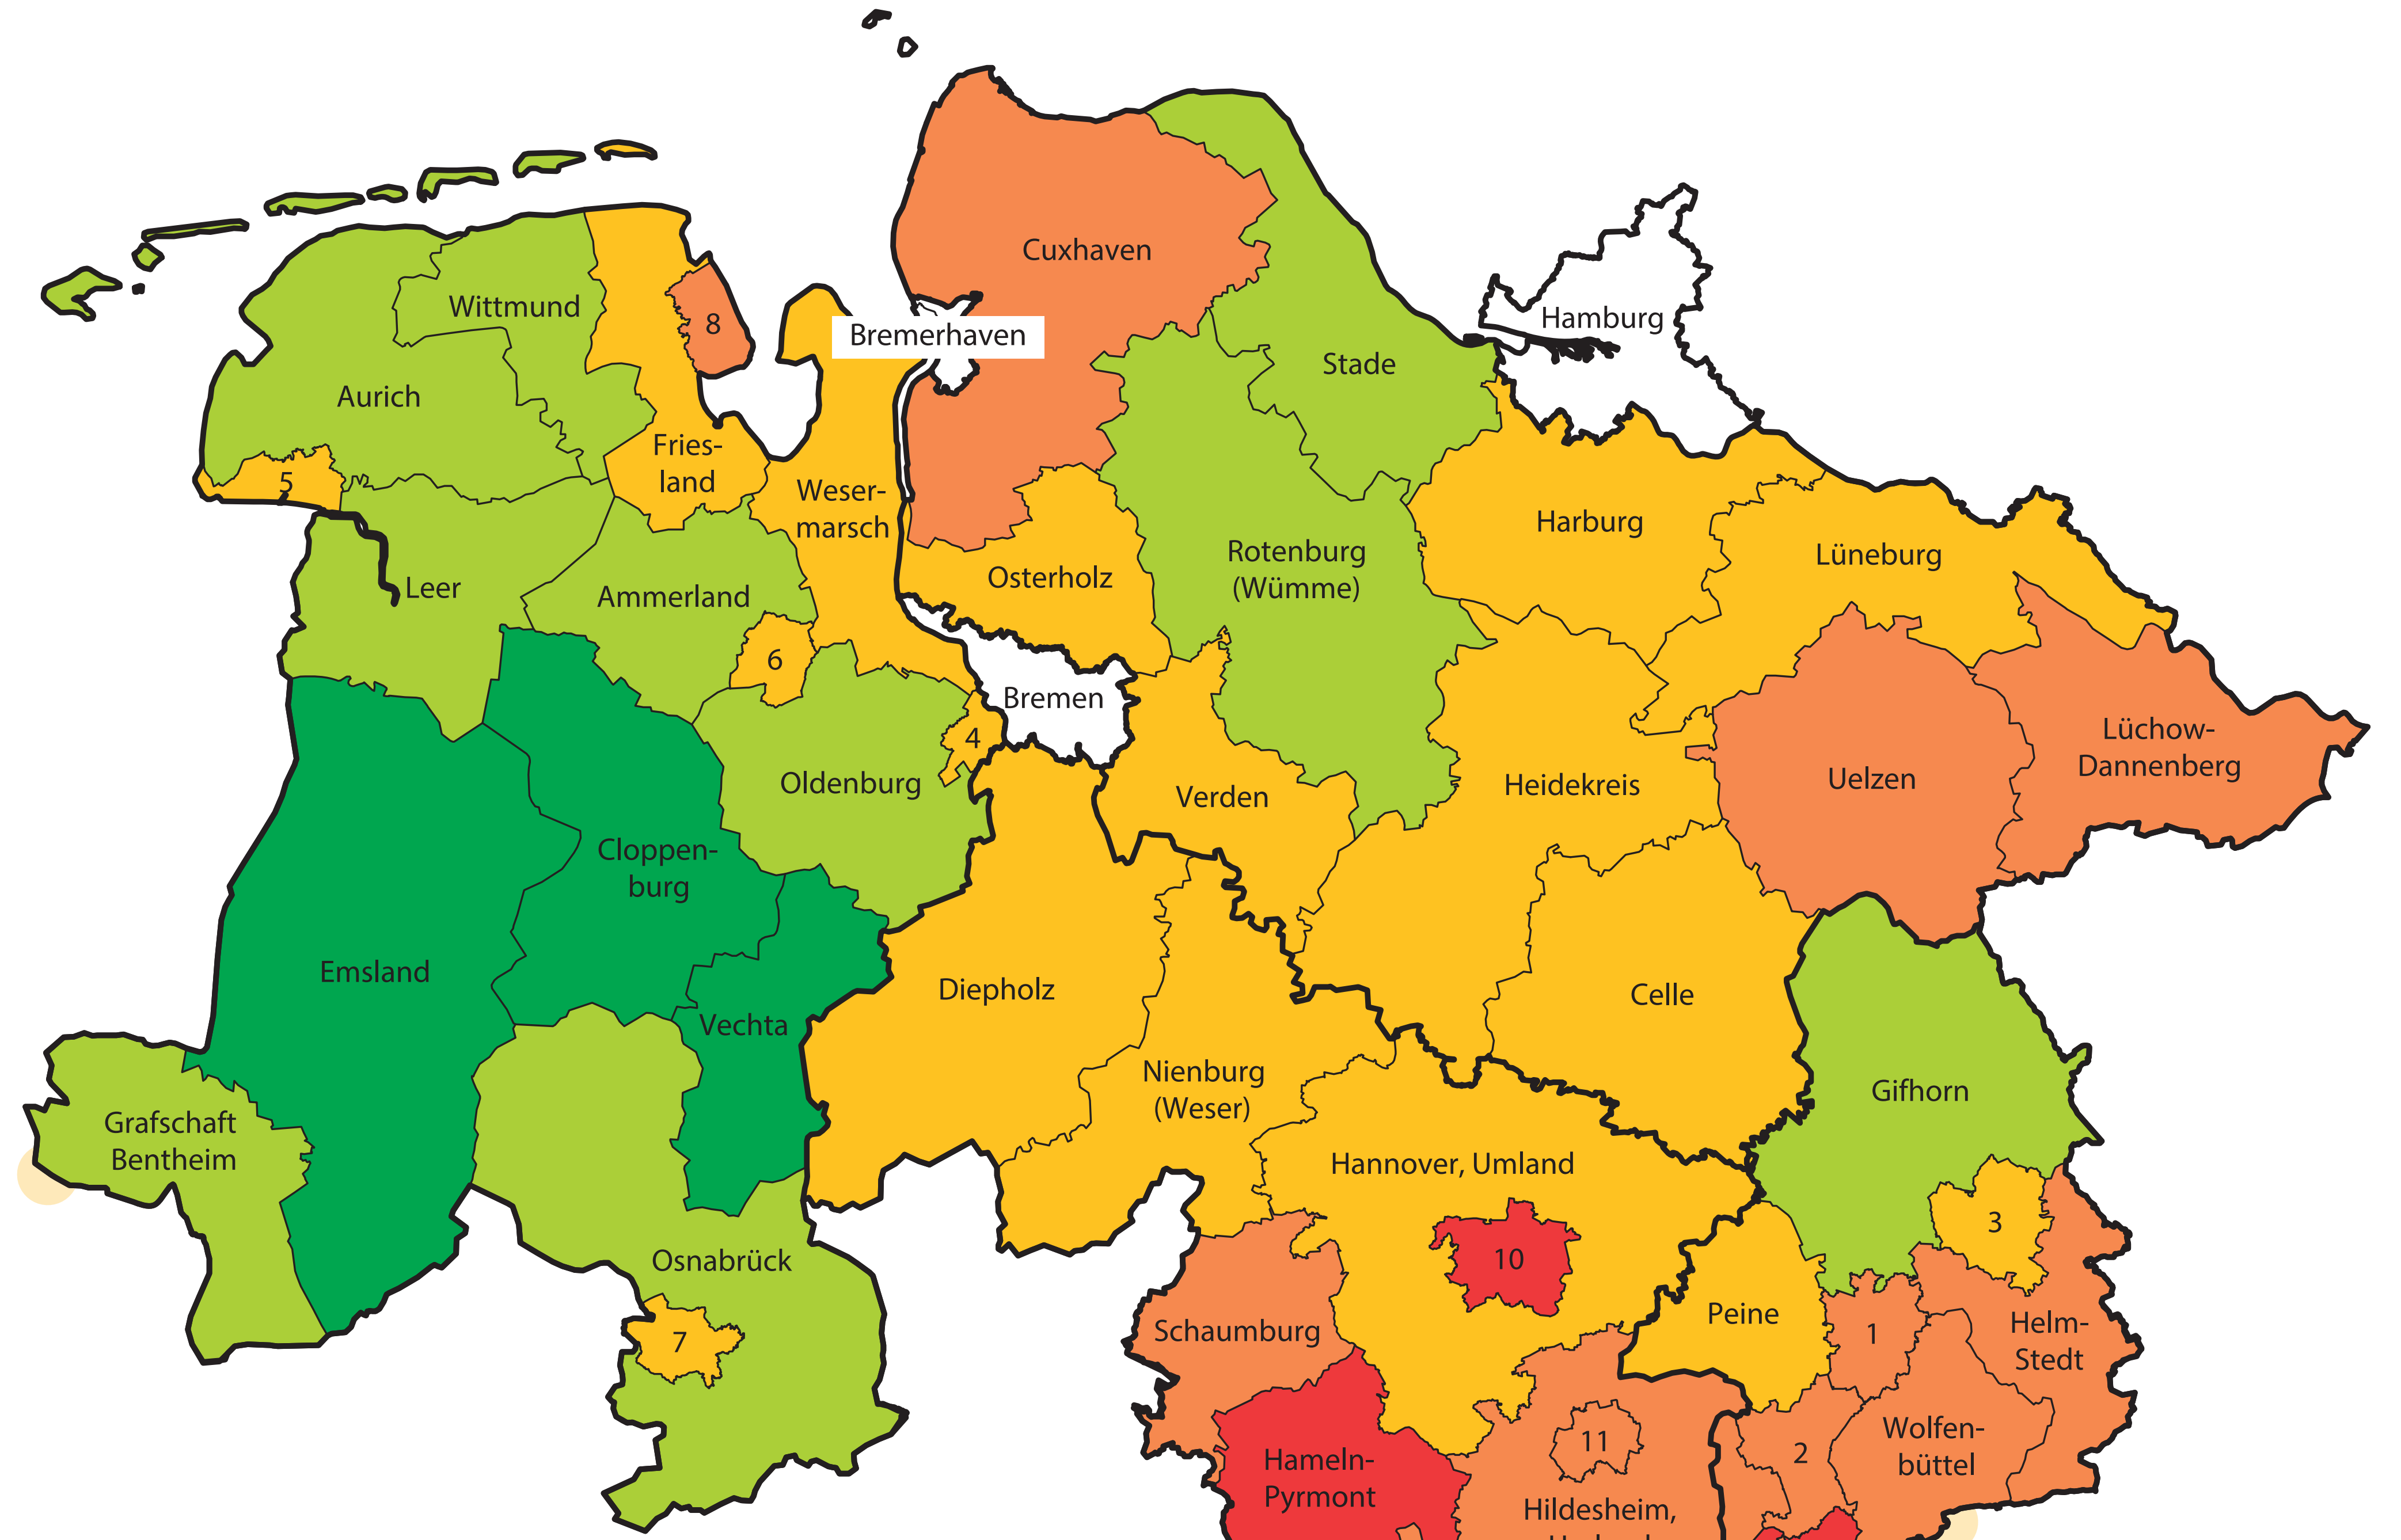 Cuxhaven
Wittmund
8
Bremerhaven
Hamburg
Stade
Aurich
Fries-
land
5
Weser-
marsch
Harburg
Lüneburg
Rotenburg
(Wümme)
Osterholz
Leer
Ammerland
6
Bremen
4
Lüchow-
Dannenberg
Oldenburg
Verden
Heidekreis
Uelzen
Cloppen-
burg
Emsland
Diepholz
Celle
Vechta
Nienburg
(Weser)
Gifhorn
Grafschaft
Bentheim
Hannover, Umland
3
10
Osnabrück
7
Schaumburg
Peine
1
Helm-
Stedt
11
2
Wolfen-
büttel
Hameln-
Pyrmont
Hildesheim,